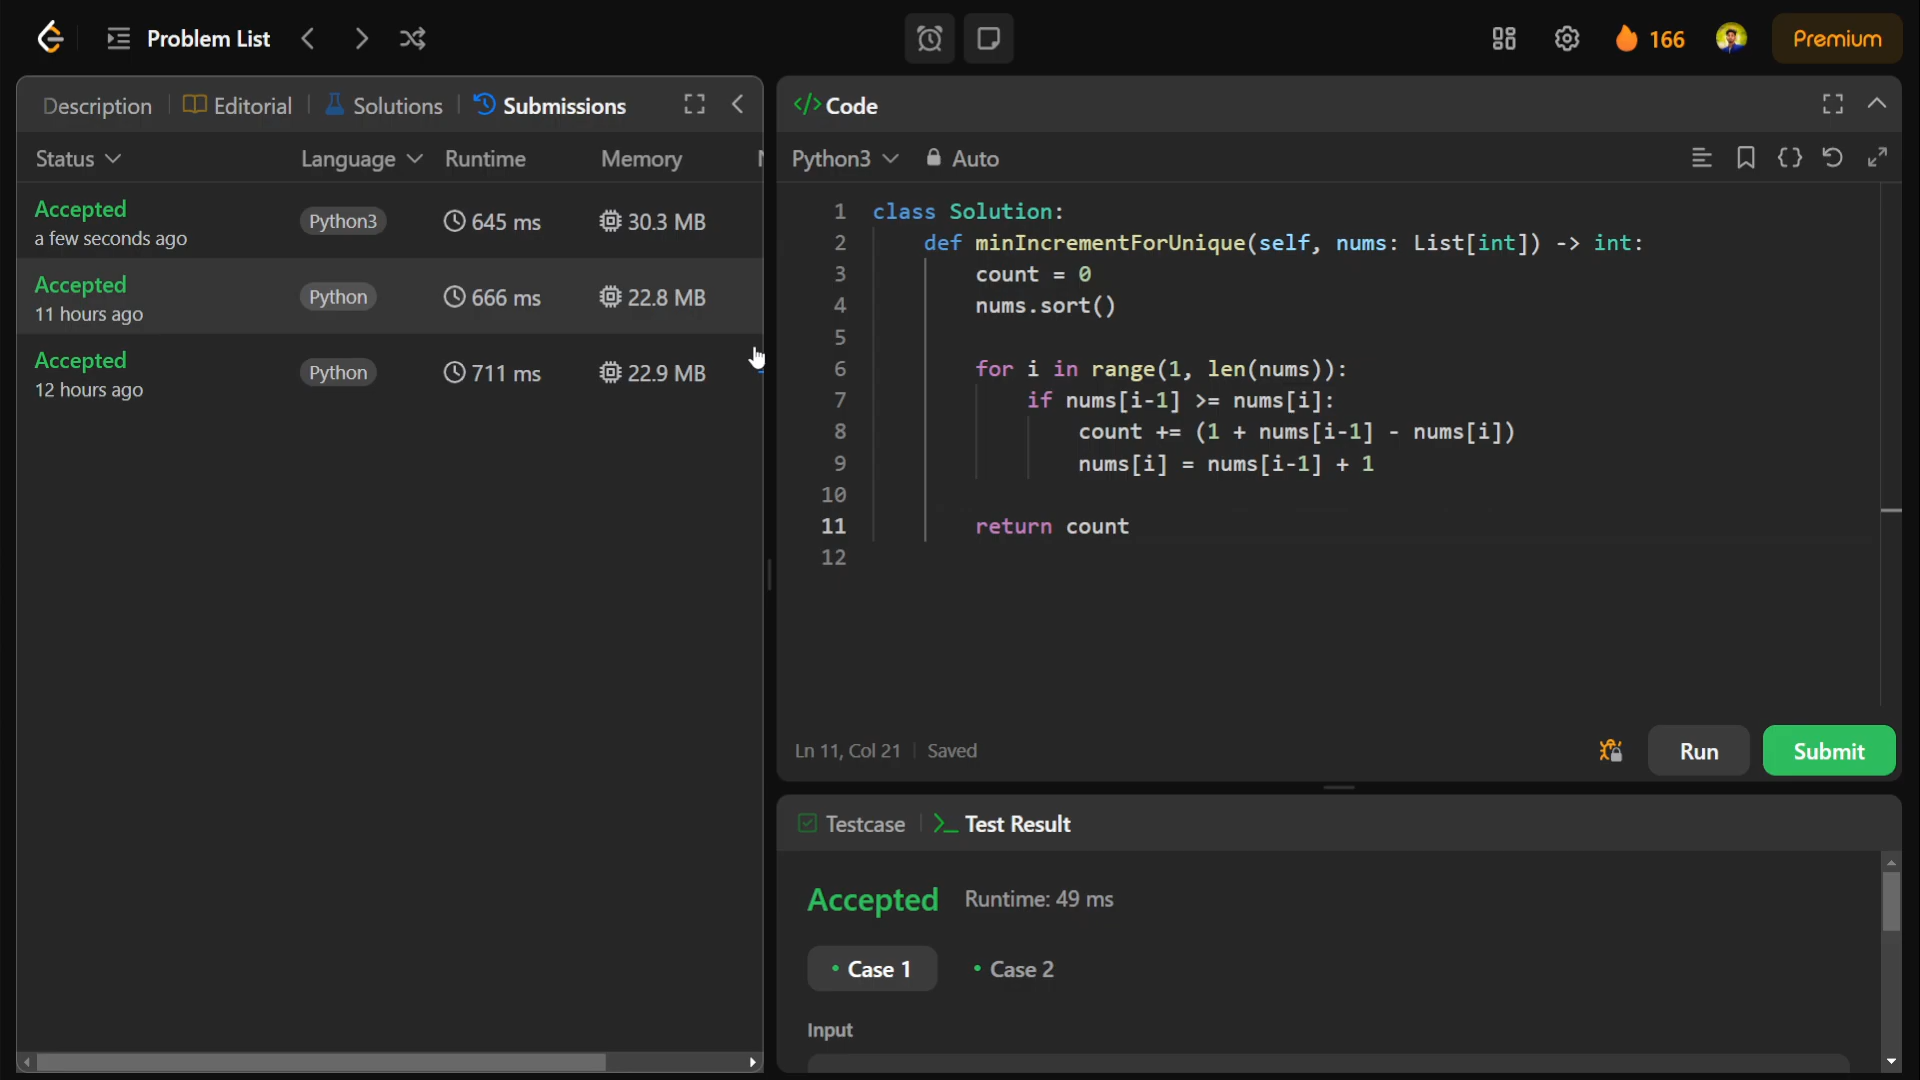 Problem List
166
Premium
Description
Editorial
Solutions
Submissions
Status
Language
Runtime
Memory
Accepted
a few seconds ago
Python3
645 ms
30.3 MB
Accepted
11 hours ago
Python
666 ms
22.8 MB
Accepted
12 hours ago
Python
711 ms
22.9 MB
</> Code
Python3
Auto
1 class Solution:
2 def minIncrementForUnique(self, nums: List[int]) -> int:
3 count = 0
4 nums.sort()
5
6 for i in range(1, len(nums)):
7 if nums[i-1] >= nums[i]:
8 count += (1 + nums[i-1] - nums[i])
9 nums[i] = nums[i-1] + 1
10
11 return count
12
Ln 11, Col 21
Saved
Run
Submit
Testcase
Test Result
Accepted
Runtime: 49 ms
• Case 1
• Case 2
Input